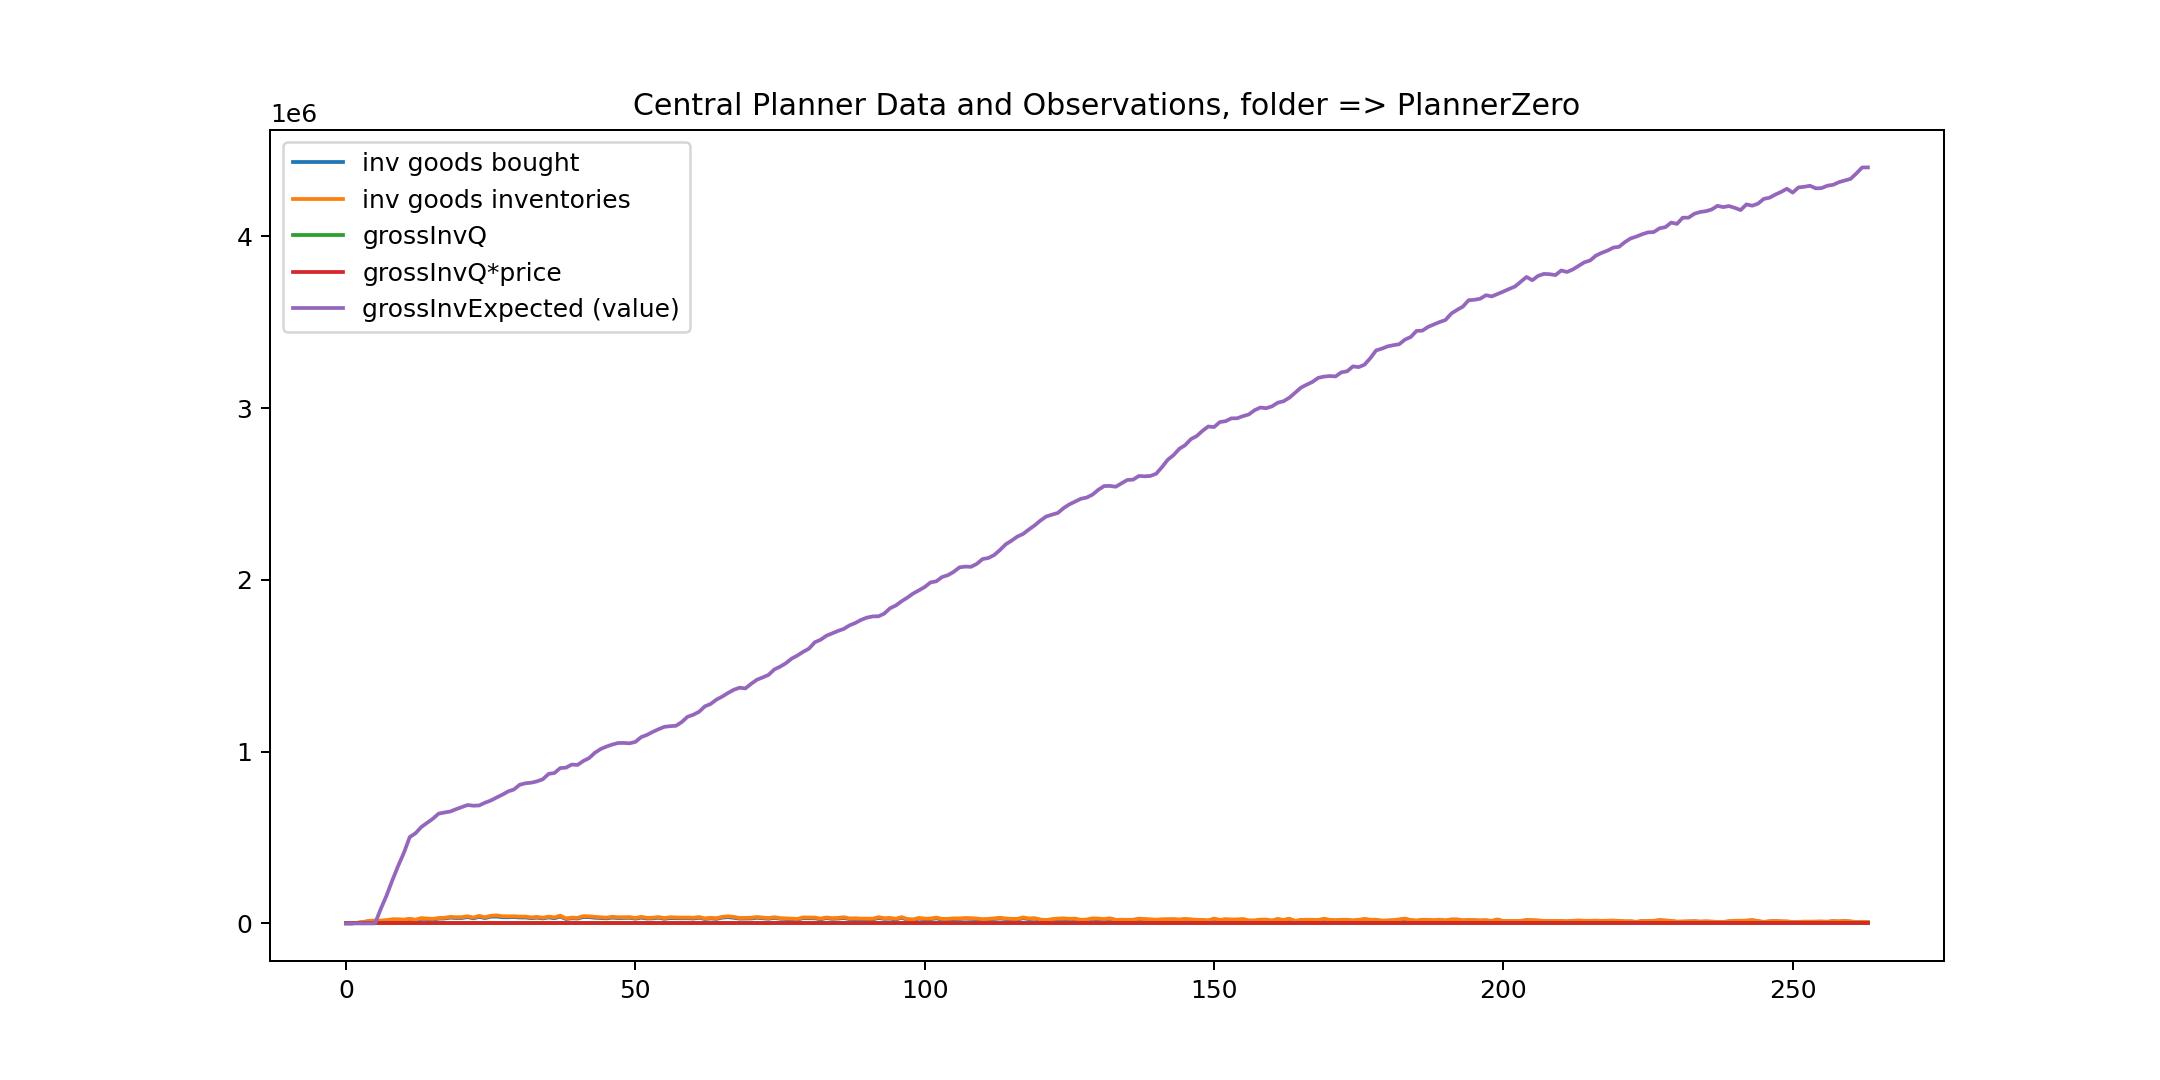 Central Planner Data and Observations, folder => PlannerZero
1e6
inv goods bought
inv goods inventories
grossInvQ
grossInvQ*price
grossInvExpected (value)
4
3
2
1
0
0 50 100 150 200 250